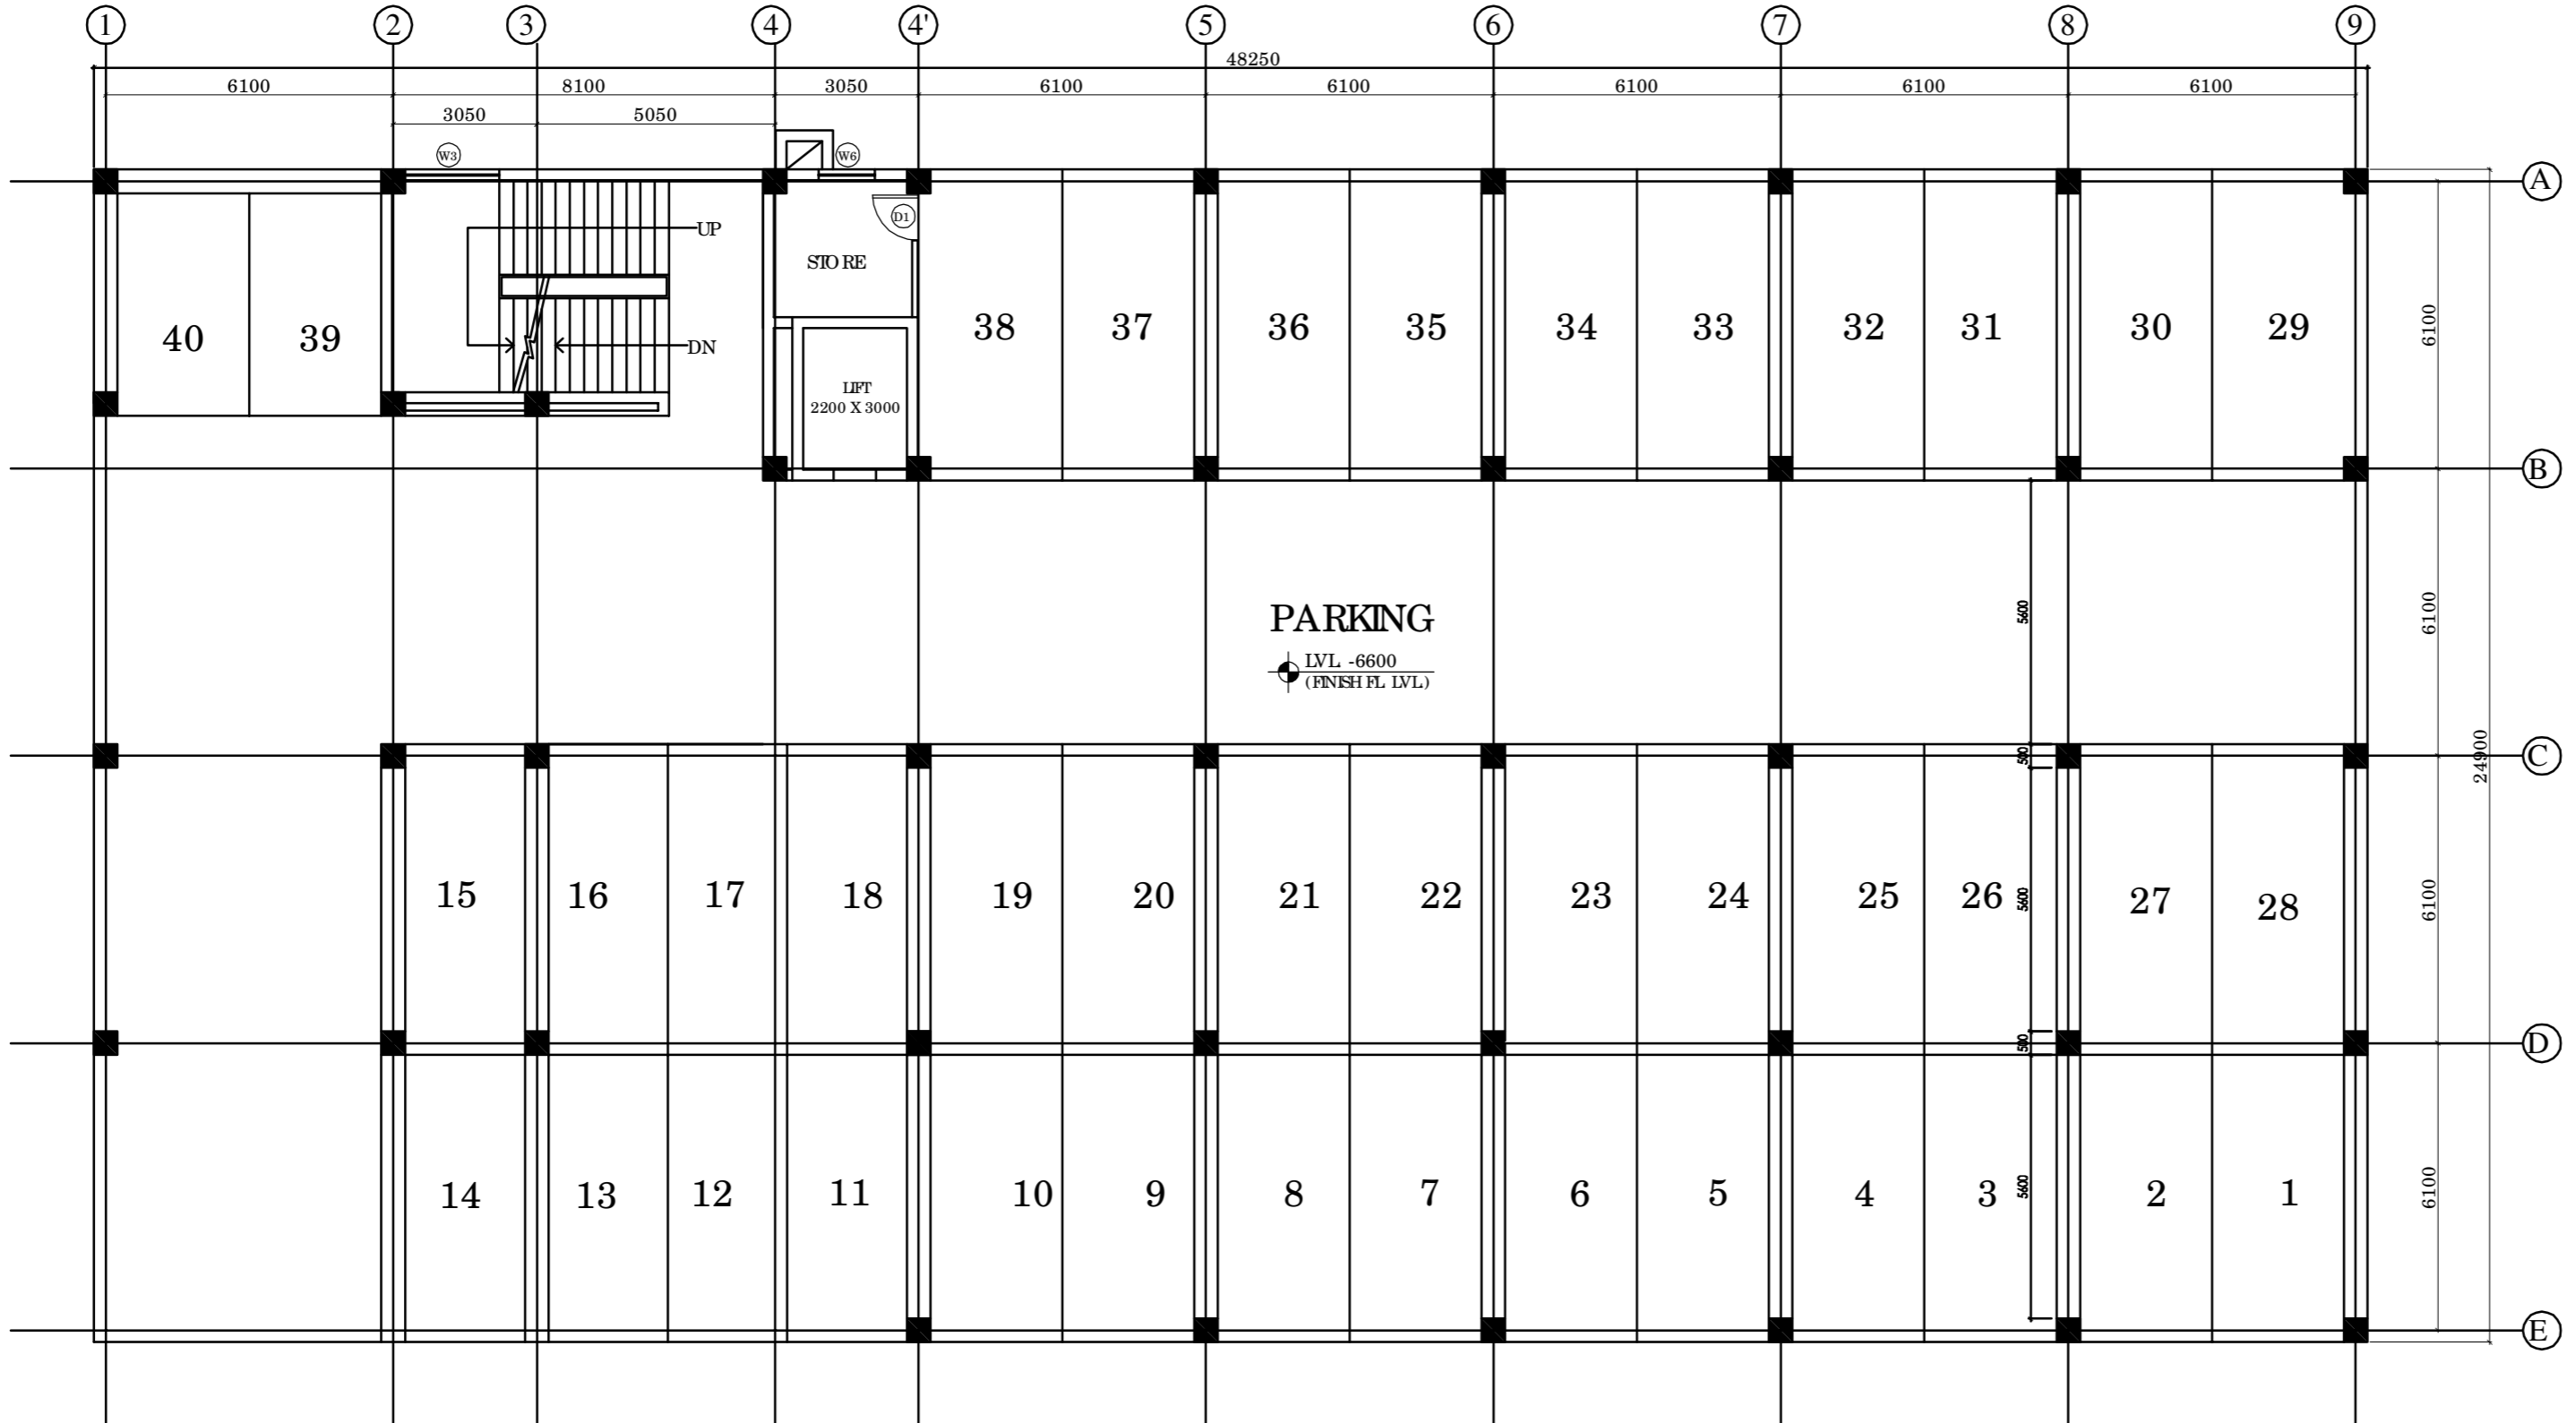 1 2 3 4 4' 5 6 7 8 9
48250
6100 8100 3050 6100 6100 6100 6100 6100
3050 5050
W3 W6
A
D1
UP
STORE
6100
40 39 38 37 36 35 34 33 32 31 30 29
DN
LIFT
2200 X 3000
B
PARKING
5600 6100
LVL -6600
(FINISH FL LVL)
500 24900 C
15 16 17 18 19 20 21 22 23 24 25 26 5600 27 28 6100
500 D
14 13 12 11 10 9 8 7 6 5 4 3 5600 2 1 6100
E